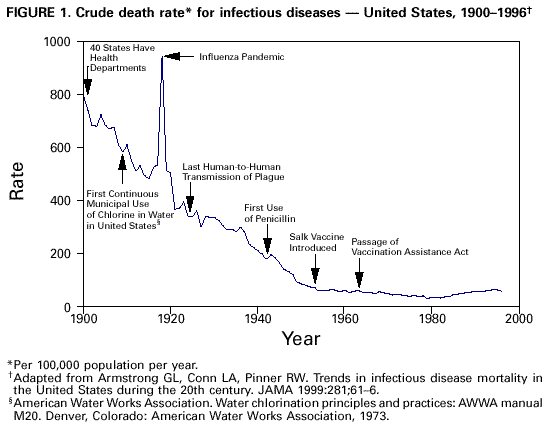 FIGURE 1. Crude death rate* for infectious diseases — United States, 1900–1996†
1000
800
600
400
200
0
Rate
40 States Have
Health
Departments
Influenza Pandemic
Last Human-to-Human
Transmission of Plague
First Continuous
Municipal Use
of Chlorine in Water
in United States§
First Use
of Penicillin
Salk Vaccine
Introduced
Passage of
Vaccination Assistance Act
1900
1920
1940
1960
1980
2000
Year
*Per 100,000 population per year.
†Adapted from Armstrong GL, Conn LA, Pinner RW. Trends in infectious disease mortality in
the United States during the 20th century. JAMA 1999:281;61–6.
§American Water Works Association. Water chlorination principles and practices: AWWA manual
M20. Denver, Colorado: American Water Works Association, 1973.